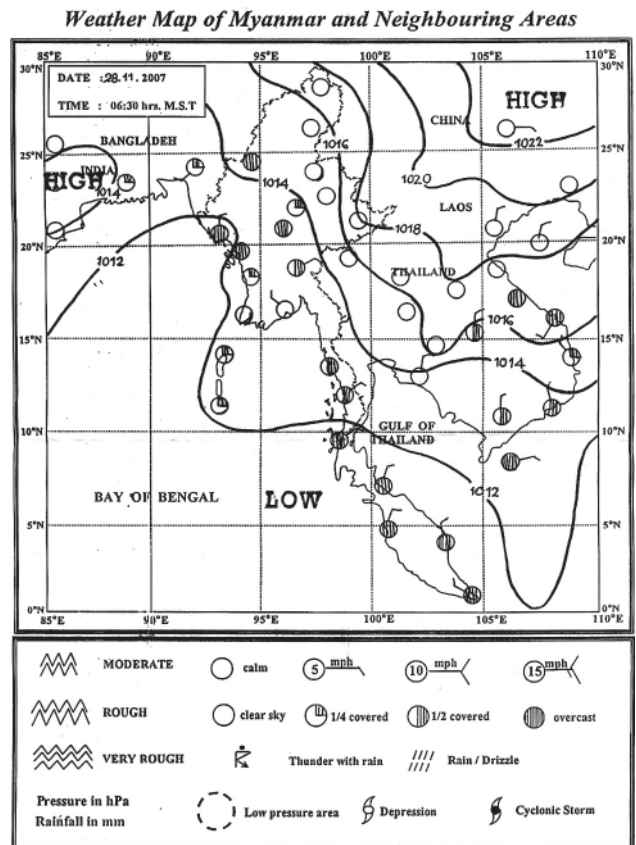 Weather Map of Myanmar and Neighbouring Areas
85°E 90°E 95°E 100°E 105°E 110°E
30°N 30°N
DATE : 28.11.2007
TIME : 06:30 hrs. M.S.T
CHINA
HIGH
BANGLADEH
1016
1022
25°N 25°N
INDIA
HIGH
1014
1014
1020
LAOS
1018
20°N 20°N
1012
THAILAND
1016
15°N 15°N
1014
GULF OF
THAILAND
10°N 10°N
1012
BAY OF BENGAL
LOW
5°N 5°N
0°N 0°N
85°E 90°E 95°E 100°E 105°E 110°E
MODERATE calm 5 mph 10 mph 15 mph
ROUGH clear sky 1/4 covered 1/2 covered overcast
VERY ROUGH Thunder with rain Rain / Drizzle
Pressure in hPa
Rainfall in mm
Low pressure area Depression Cyclonic Storm